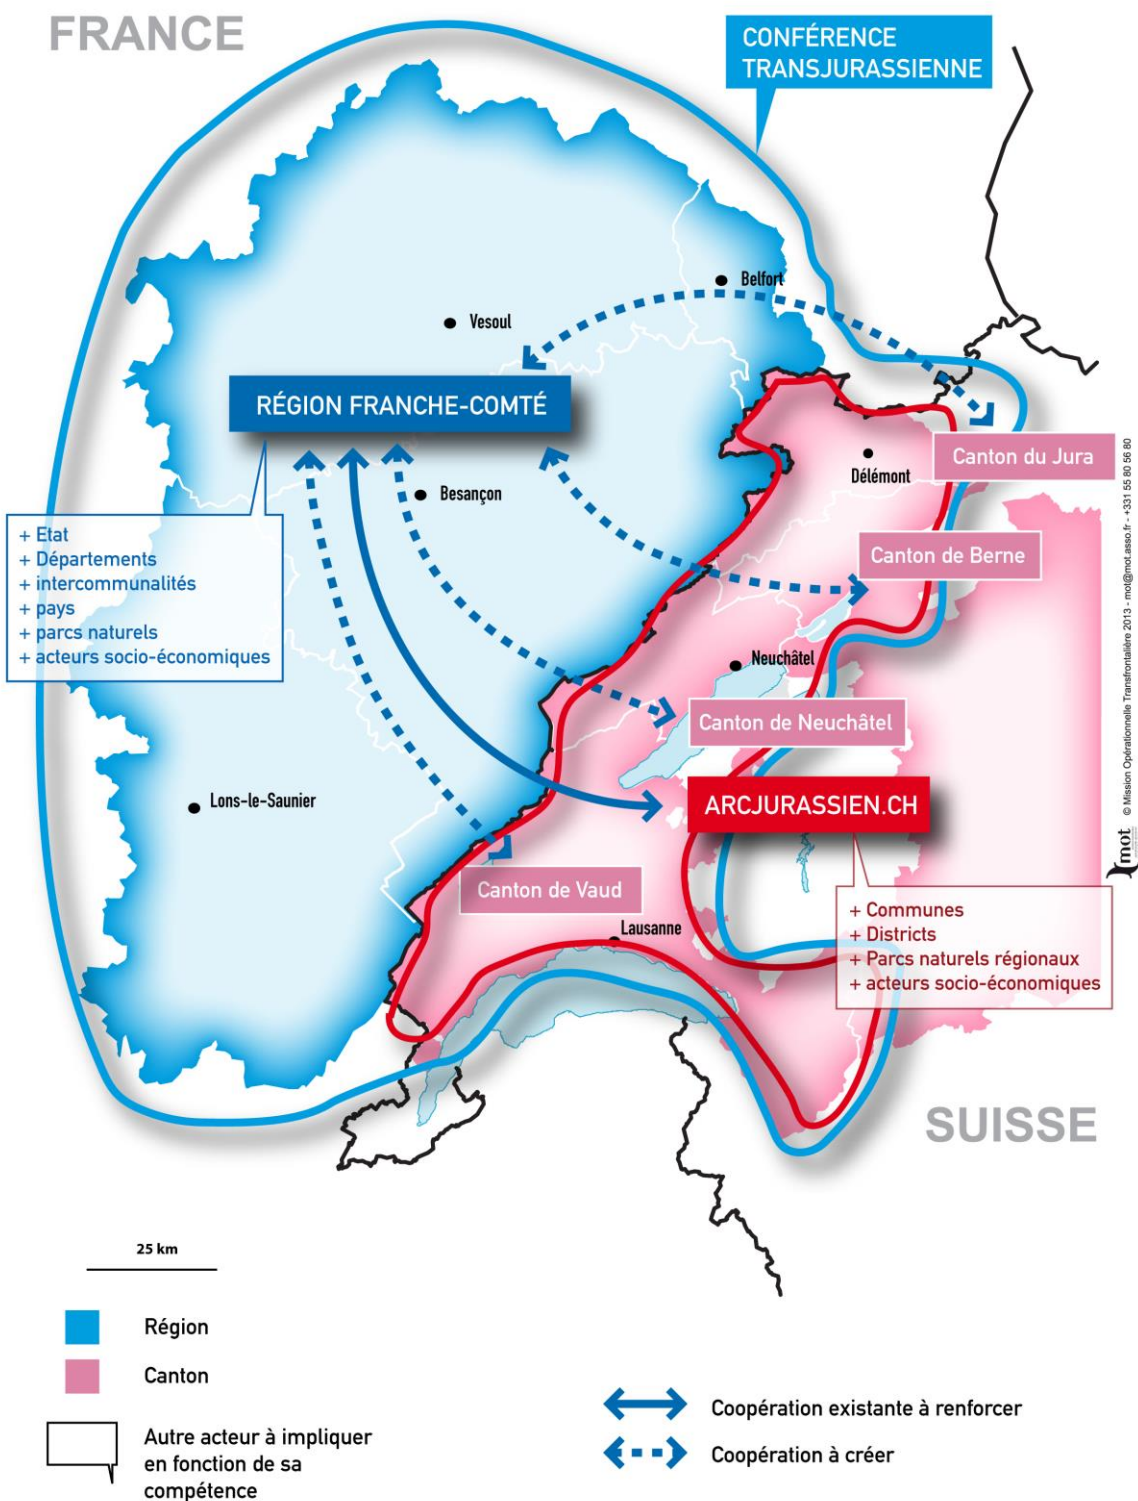 FRANCE
CONFÉRENCE
TRANSJURASSIENNE
Belfort
Vesoul
RÉGION FRANCHE-COMTÉ
Canton du Jura
Délémont
Besançon
+ Etat
+ Départements
+ intercommunalités
+ pays
+ parcs naturels
+ acteurs socio-économiques
Canton de Berne
Neuchâtel
Canton de Neuchâtel
Lons-le-Saunier
ARCJURASSIEN.CH
Canton de Vaud
Lausanne
+ Communes
+ Districts
+ Parcs naturels régionaux
+ acteurs socio-économiques
SUISSE
mot
© Mission Opérationnelle Transfrontalière 2013 - mot@mot.asso.fr - +331 55 80 56 80
25 km
Région
Canton
Autre acteur à impliquer
en fonction de sa
compétence
Coopération existante à renforcer
Coopération à créer